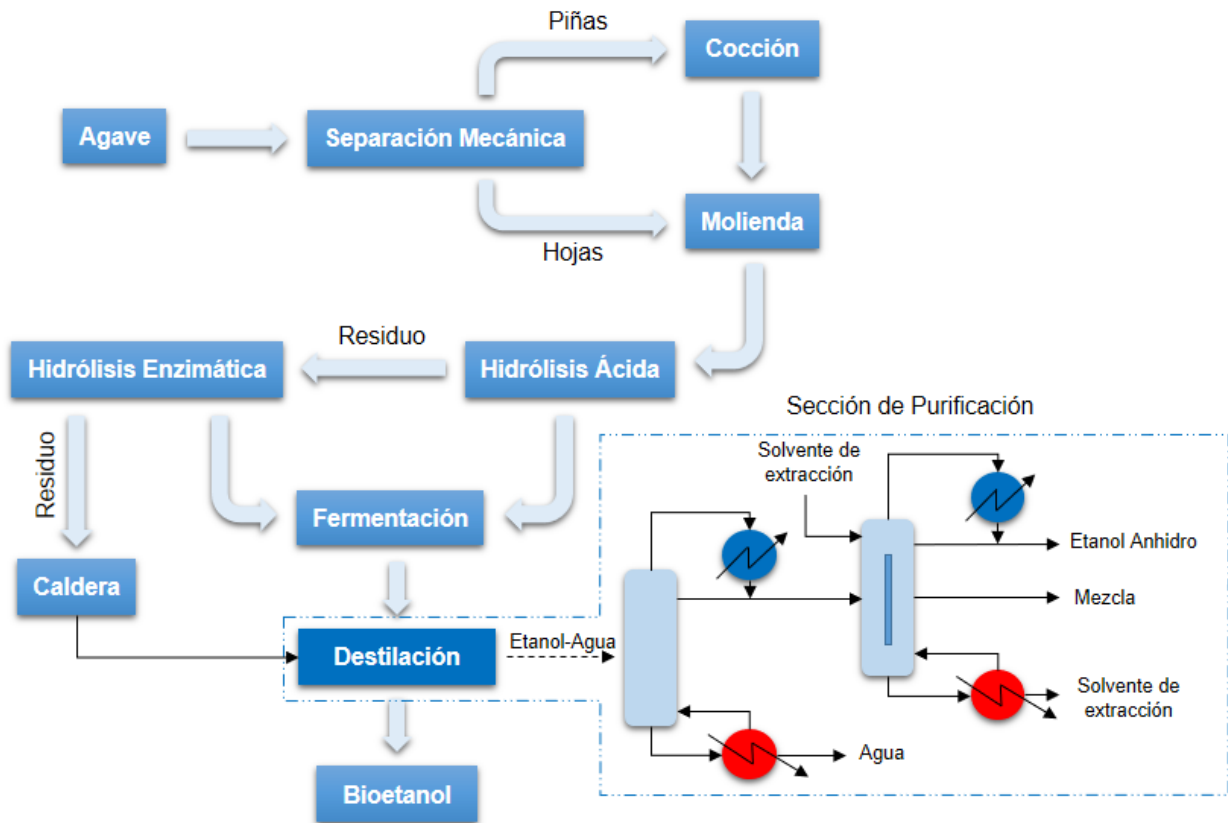 Piñas
Cocción
Agave
Separación Mecánica
Molienda
Hojas
Residuo
Hidrólisis Enzimática
Hidrólisis Ácida
Sección de Purificación
Residuo
Solvente de
extracción
Fermentación
Etanol Anhidro
Caldera
Mezcla
Destilación
Etanol-Agua
Solvente de
extracción
Agua
Bioetanol